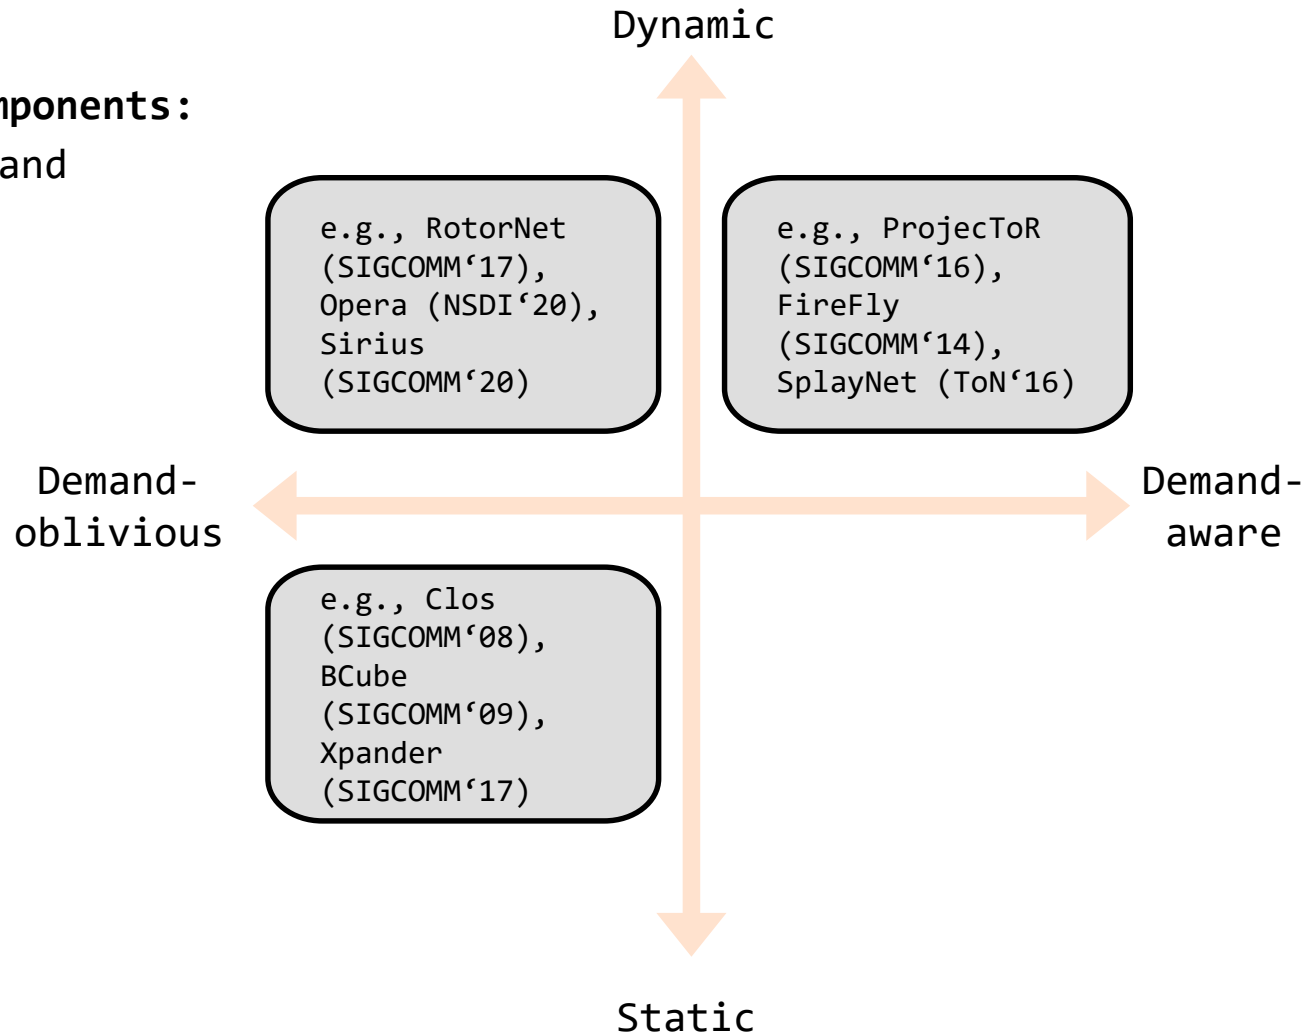 Dynamic
mponents:
and
e.g., RotorNet
(SIGCOMM‘17),
Opera (NSDI‘20),
Sirius
(SIGCOMM‘20)
e.g., ProjecToR
(SIGCOMM‘16),
FireFly
(SIGCOMM‘14),
SplayNet (ToN‘16)
Demand-
oblivious
Demand-
aware
e.g., Clos
(SIGCOMM‘08),
BCube
(SIGCOMM‘09),
Xpander
(SIGCOMM‘17)
Static